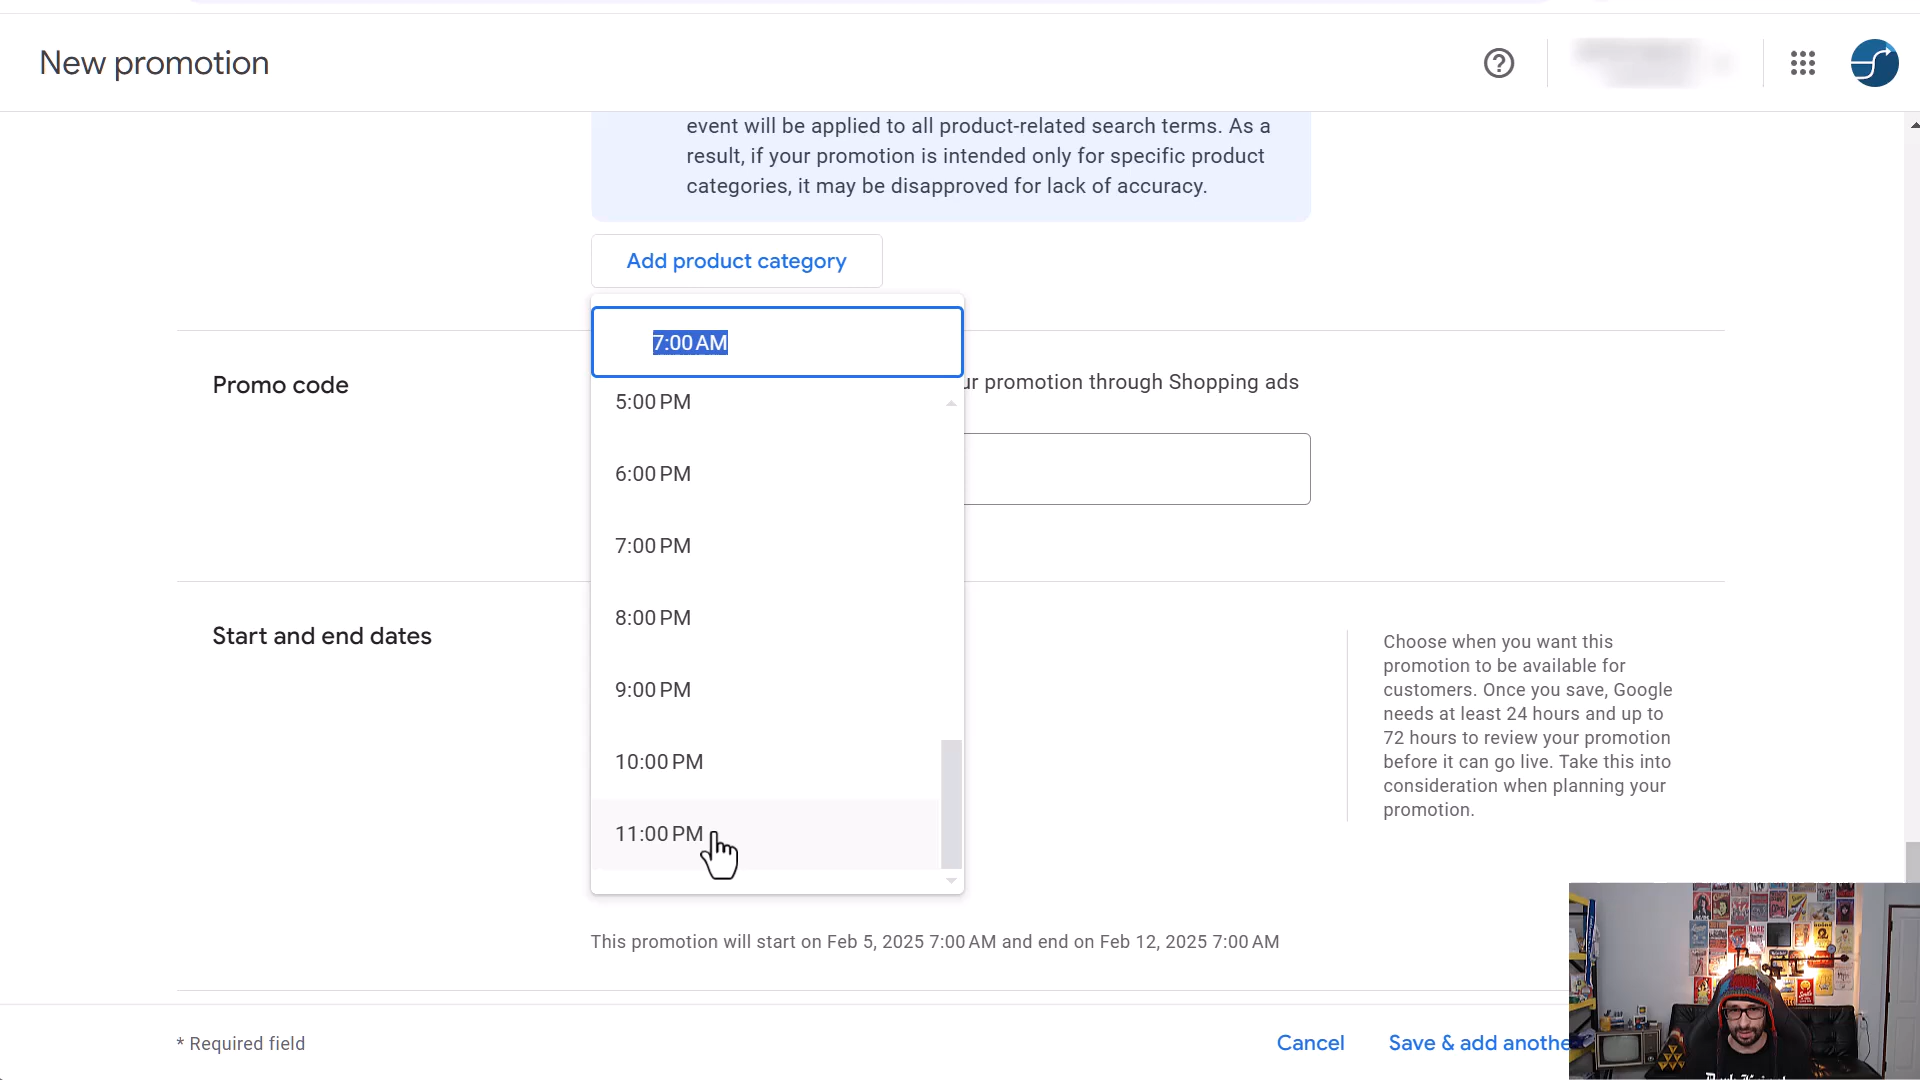 New promotion
event will be applied to all product-related search terms. As a
result, if your promotion is intended only for specific product
categories, it may be disapproved for lack of accuracy.
Add product category
7:00 AM
Promo code
promotion through Shopping ads
5:00 PM
6:00 PM
7:00 PM
8:00 PM
9:00 PM
10:00 PM
11:00 PM
Start and end dates
Choose when you want this
promotion to be available for
customers. Once you save, Google
needs at least 24 hours and up to
72 hours to review your promotion
before it can go live. Take this into
consideration when planning your
promotion.
This promotion will start on Feb 5, 2025 7:00 AM and end on Feb 12, 2025 7:00 AM
* Required field
Cancel
Save & add